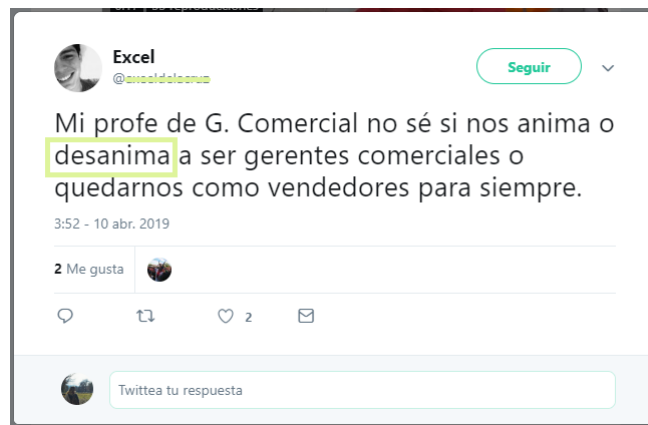 Excel
Seguir
Mi profe de G. Comercial no sé si nos anima o
desanima a ser gerentes comerciales o
quedarnos como vendedores para siempre.
3:52 - 10 abr. 2019
2 Me gusta
2
Twittea tu respuesta